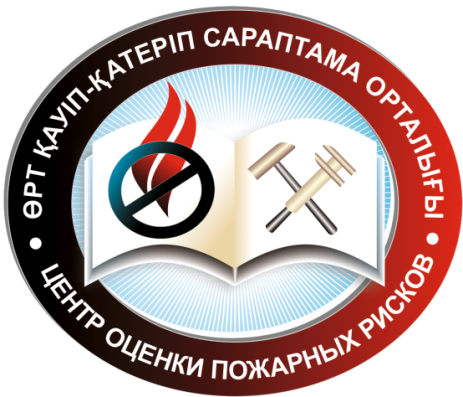 ӨРТ ҚАУІП-ҚАТЕРІП САРАПТАМА ОРТАЛЫҒЫ
ЦЕНТР ОЦЕНКИ ПОЖАРНЫХ РИСКОВ